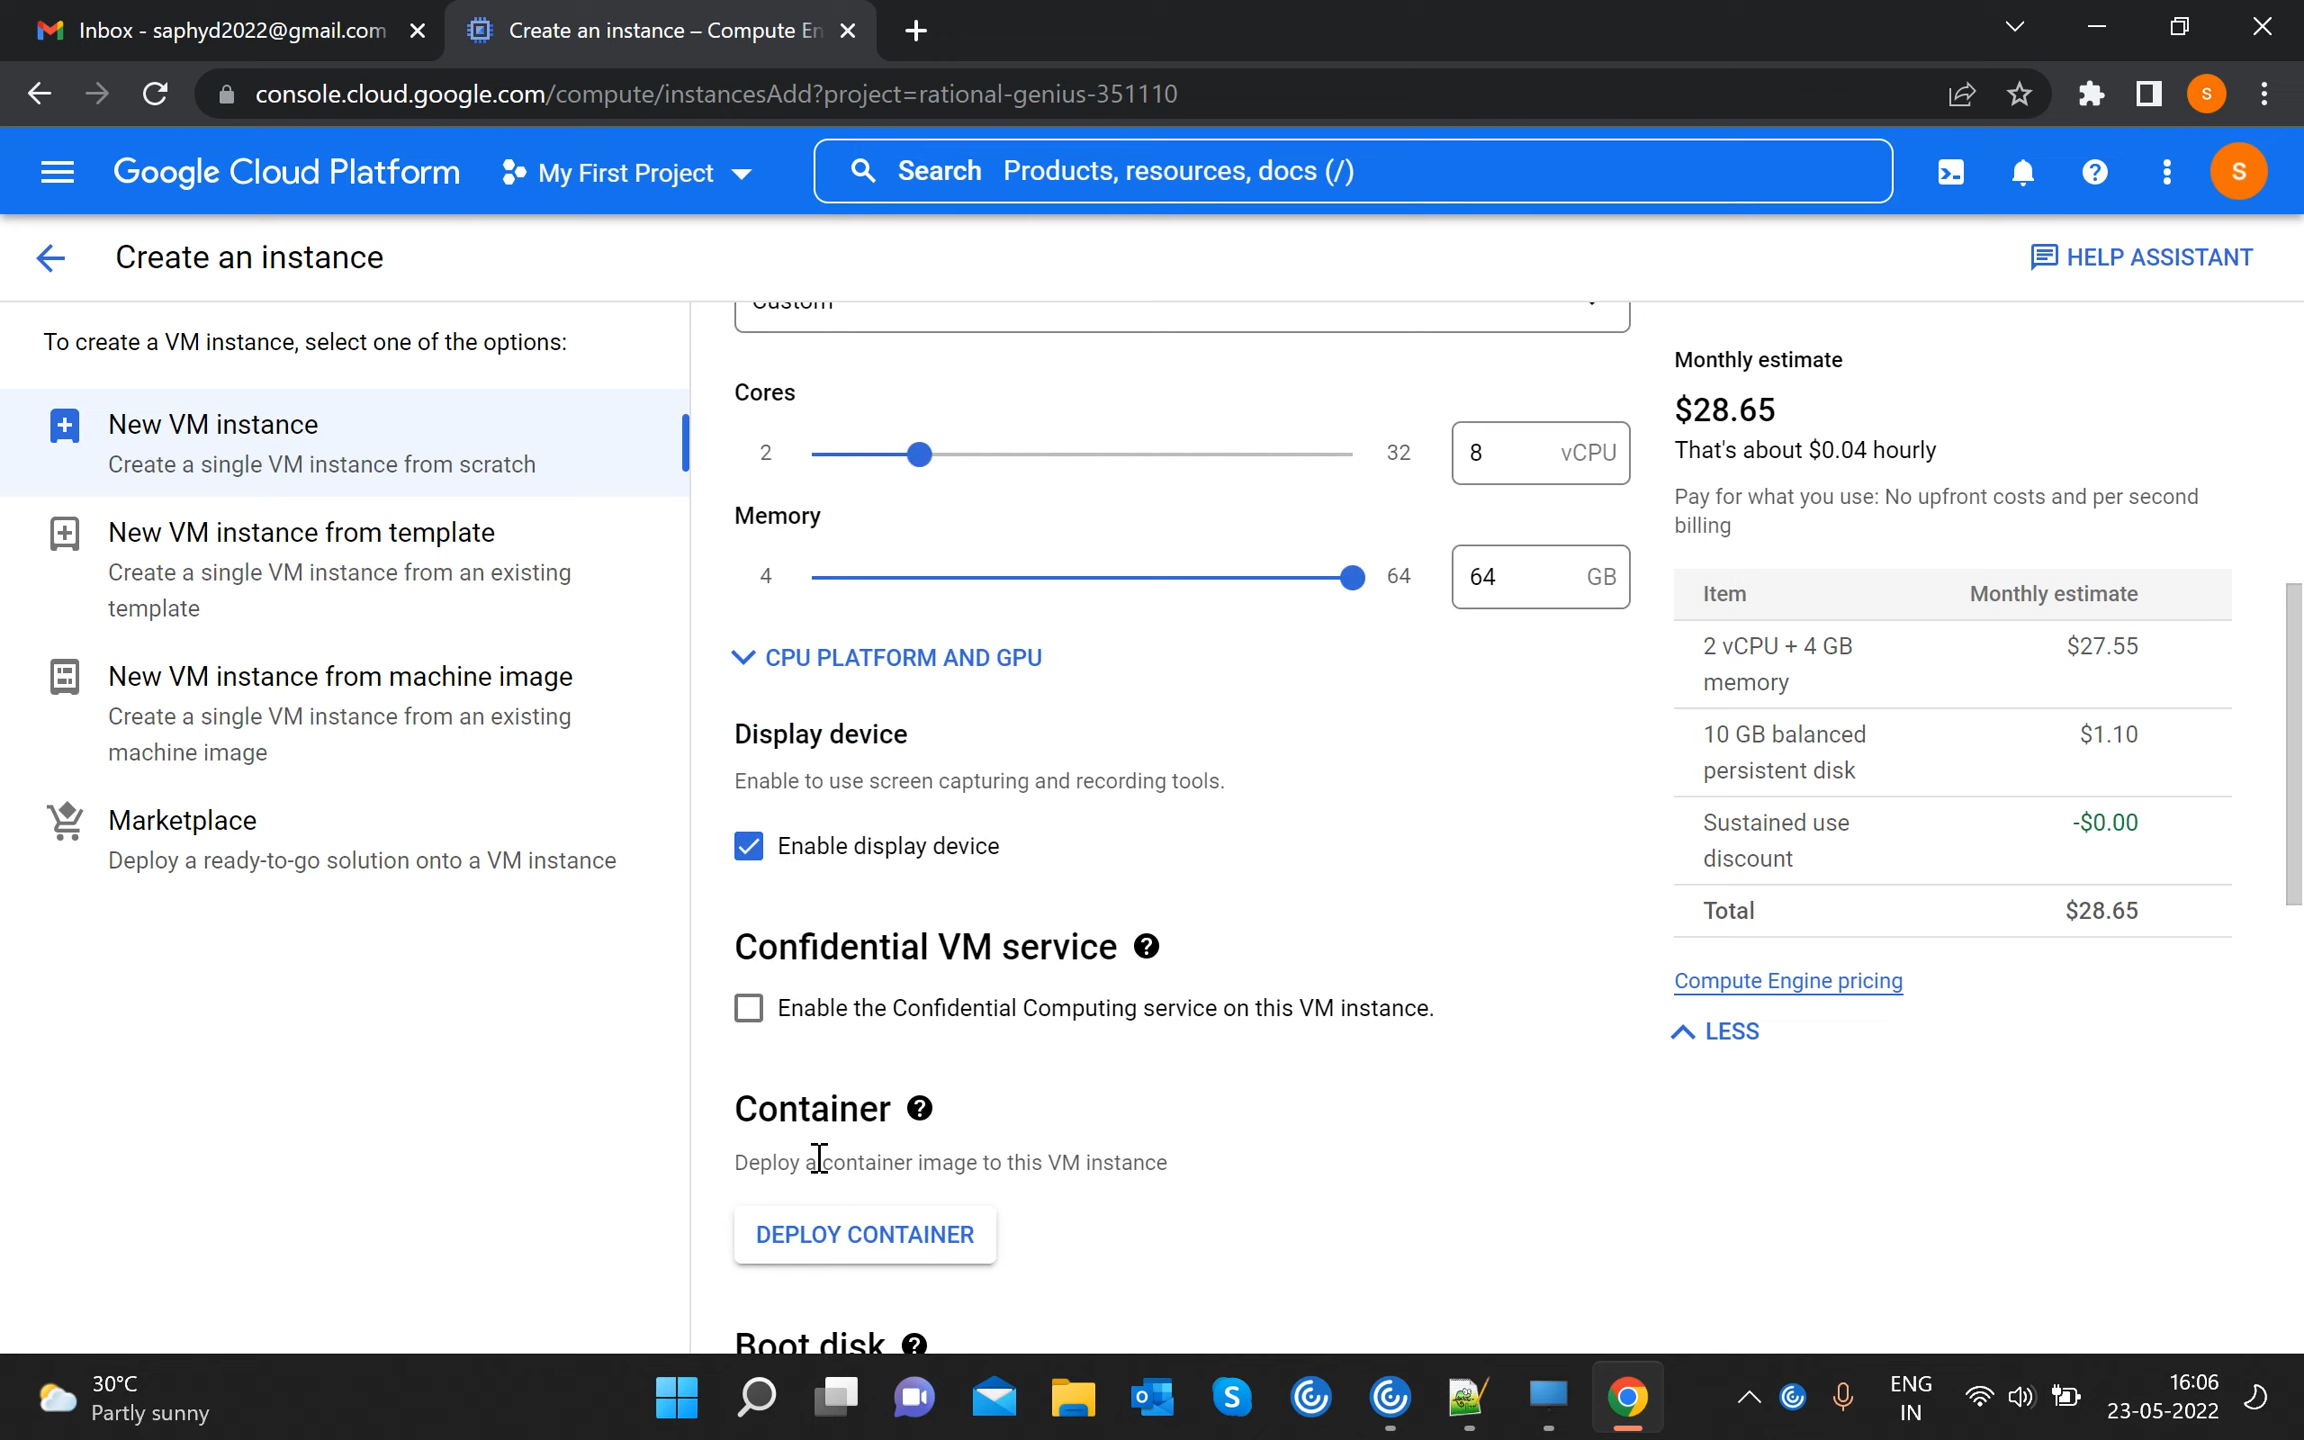 Inbox - saphyd2022@gmail.com
Create an instance – Compute En
console.cloud.google.com/compute/instancesAdd?project=rational-genius-351110
S
Google Cloud Platform
My First Project
Search Products, resources, docs (/)
S
Create an instance
HELP ASSISTANT
To create a VM instance, select one of the options:
New VM instance
Create a single VM instance from scratch
New VM instance from template
Create a single VM instance from an existing
template
New VM instance from machine image
Create a single VM instance from an existing
machine image
Marketplace
Deploy a ready-to-go solution onto a VM instance
Custom
Cores
2
32
8 vCPU
Memory
4
64
64 GB
CPU PLATFORM AND GPU
Display device
Enable to use screen capturing and recording tools.
Enable display device
Confidential VM service
Enable the Confidential Computing service on this VM instance.
Container
Deploy a container image to this VM instance
DEPLOY CONTAINER
Boot disk
Monthly estimate
$28.65
That's about $0.04 hourly
Pay for what you use: No upfront costs and per second
billing
Item Monthly estimate
2 vCPU + 4 GB $27.55
memory
10 GB balanced $1.10
persistent disk
Sustained use -$0.00
discount
Total $28.65
Compute Engine pricing
LESS
30°C
Partly sunny
ENG
IN
16:06
23-05-2022